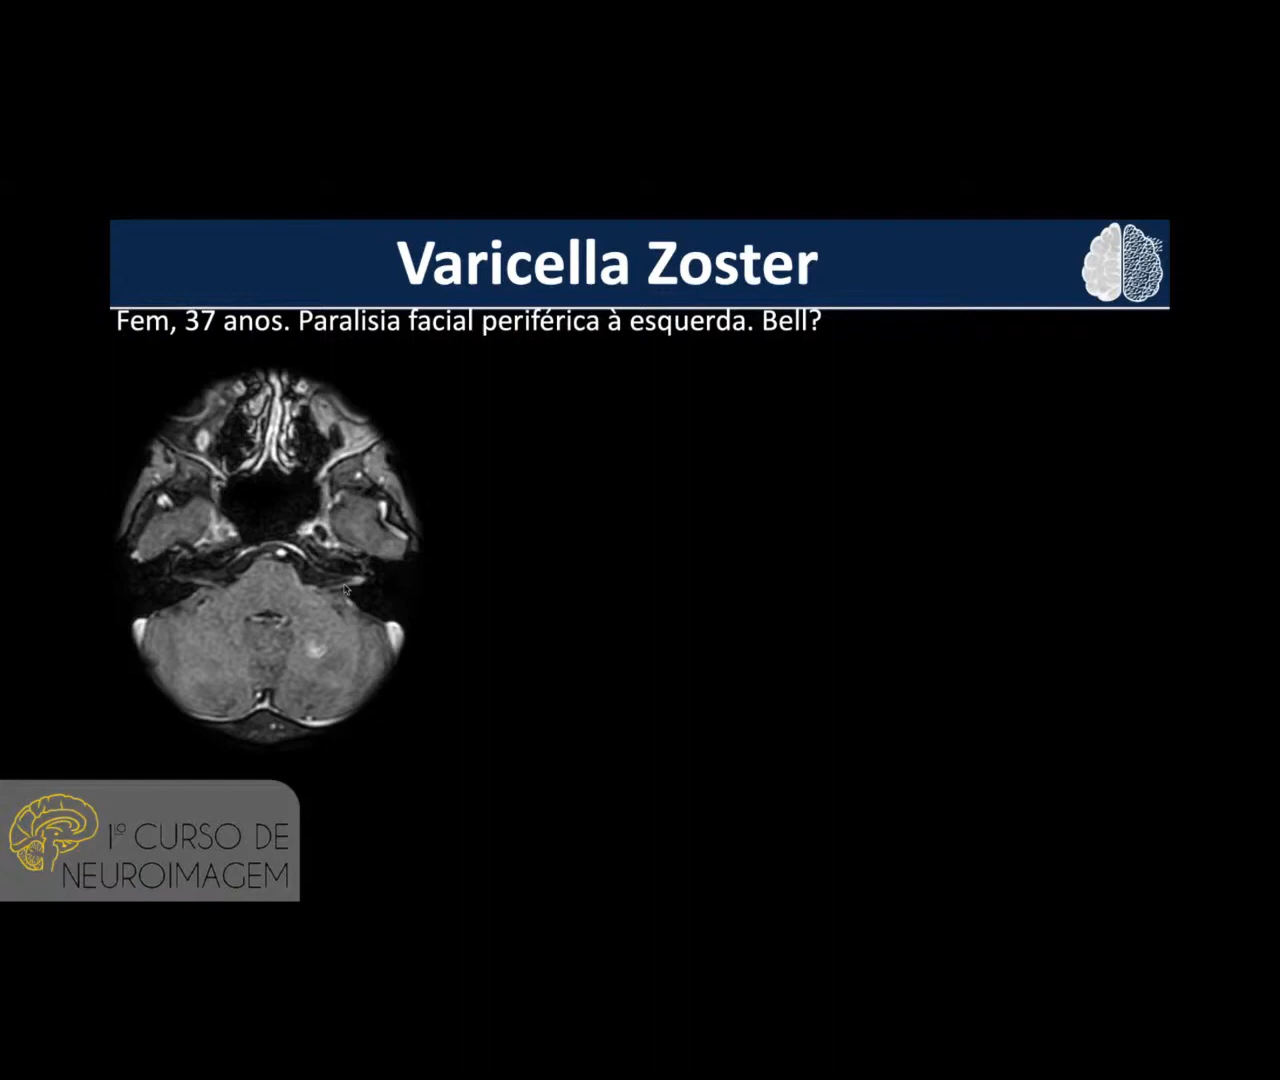 Varicella Zoster
Fem, 37 anos. Paralisia facial periférica à esquerda. Bell?
1º CURSO DE
NEUROIMAGEM